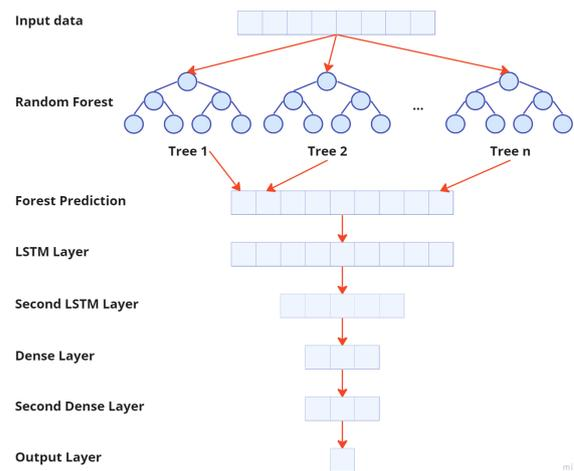 Input data
Random Forest
...
Tree 1
Tree 2
Tree n
Forest Prediction
LSTM Layer
Second LSTM Layer
Dense Layer
Second Dense Layer
Output Layer
mi